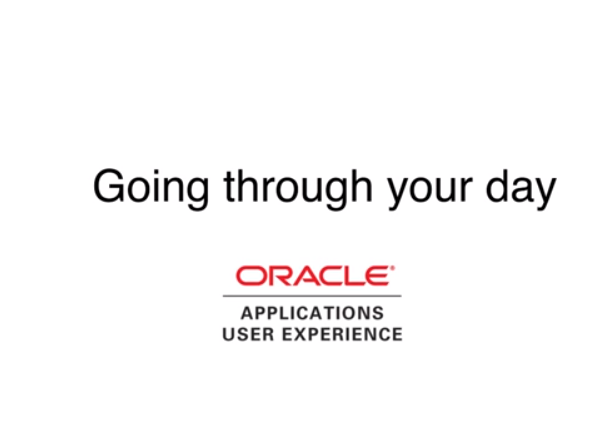 Going through your day
ORACLE®
APPLICATIONS
USER EXPERIENCE